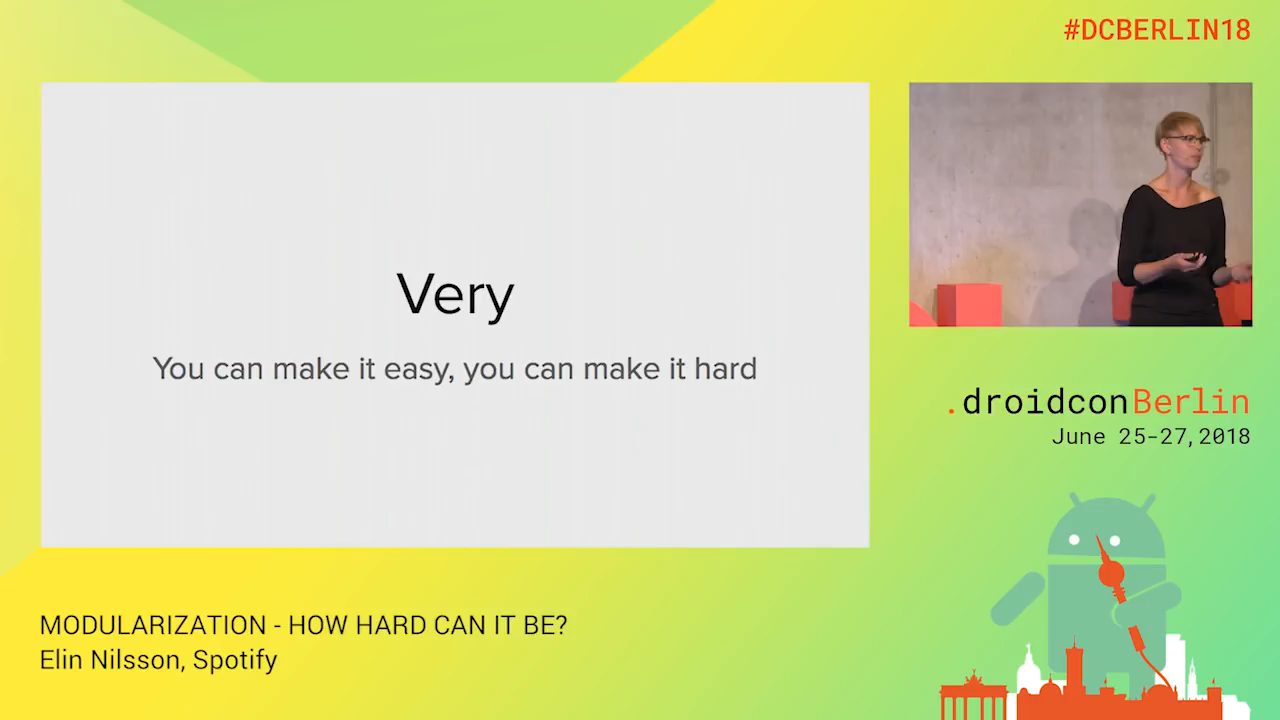 #DCBERLIN18
Very
You can make it easy, you can make it hard
.droidconBerlin
June 25-27,2018
MODULARIZATION - HOW HARD CAN IT BE?
Elin Nilsson, Spotify